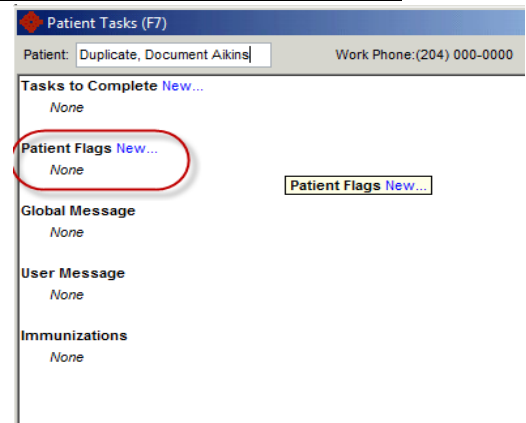 Patient Tasks (F7)
Patient: Duplicate, Document Aikins Work Phone:(204) 000-0000
Tasks to Complete New...
None
Patient Flags New...
None
Patient Flags New...
Global Message
None
User Message
None
Immunizations
None